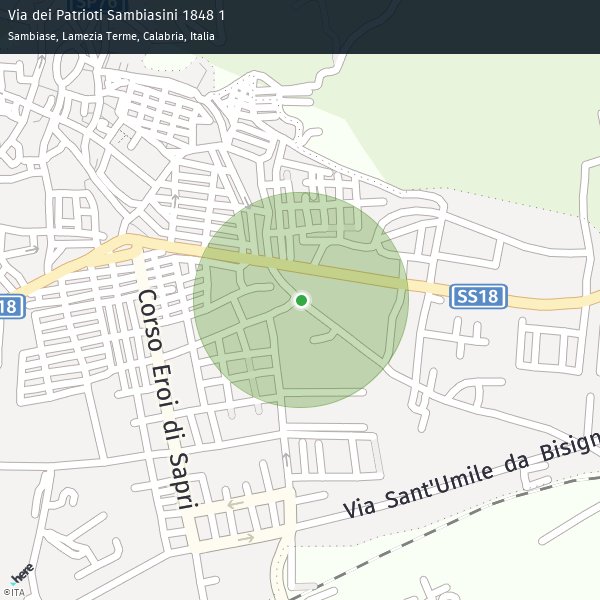 Via dei Patrioti Sambiasini 1848 1
Sambiase, Lamezia Terme, Calabria, Italia
18
SS18
Corso Eroi di Sapri
Via Sant'Umile da Bisign
here
©ITA